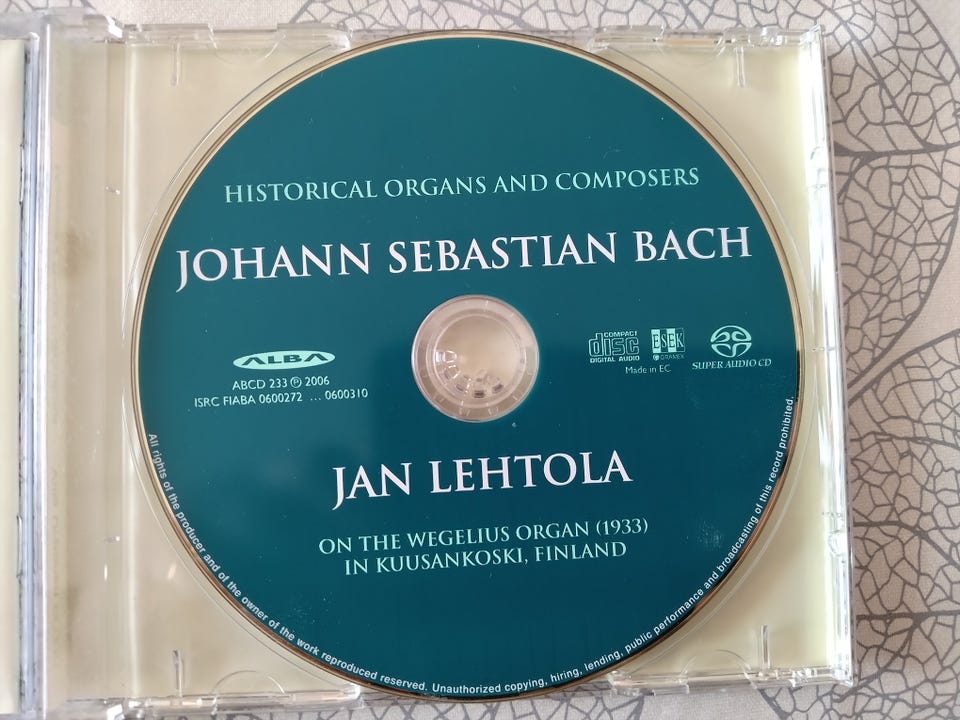 HISTORICAL ORGANS AND COMPOSERS
JOHANN SEBASTIAN BACH
ALBA
ABCD 233 ℗ 2006
ISRC FIABA 0600272 ... 0600310
COMPACT
disc
DIGITAL AUDIO
ESEK
GRAMEX
Made in EC
SUPER AUDIO CD
JAN LEHTOLA
ON THE WEGELIUS ORGAN (1933)
IN KUUSANKOSKI, FINLAND
All rights of the producer and of the owner of the work reproduced reserved. Unauthorized copying, hiring, lending, public performance and broadcasting of this record prohibited.